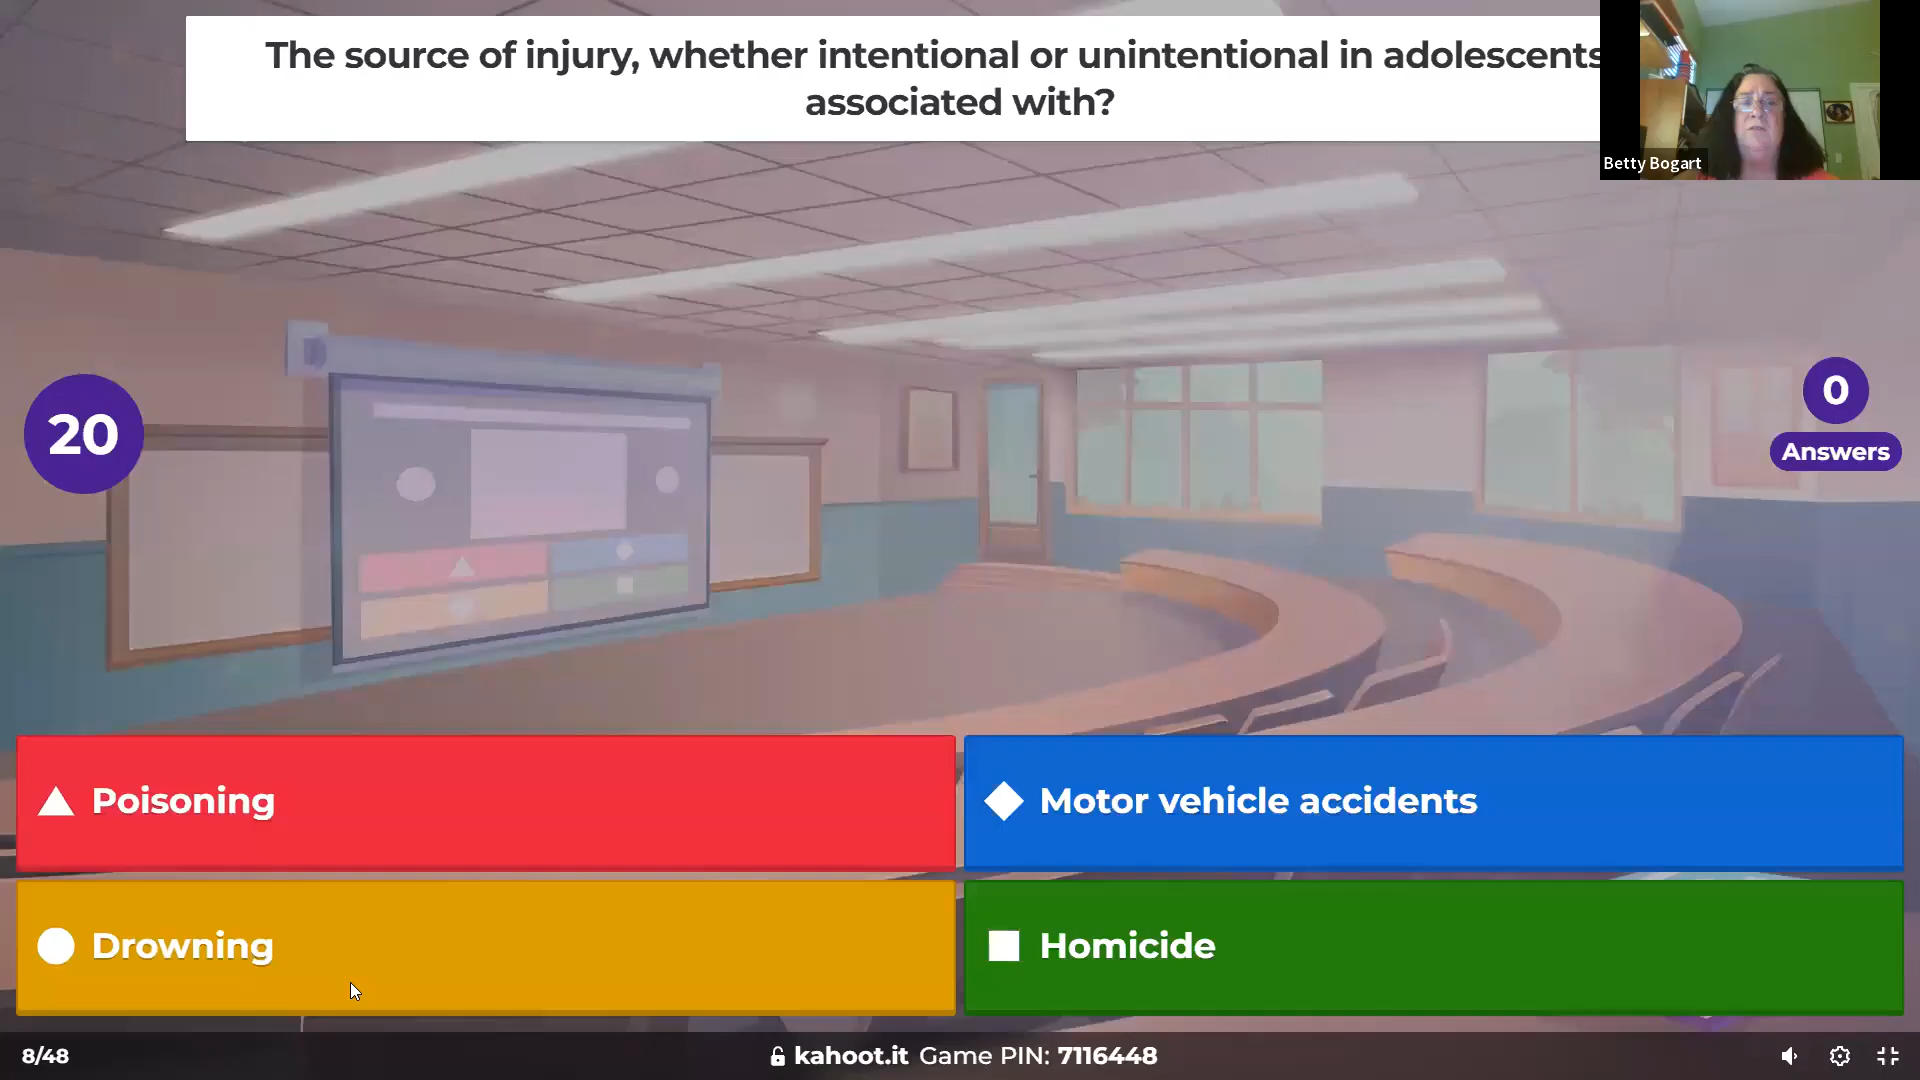 The source of injury, whether intentional or unintentional in adolescents
associated with?
Betty Bogart
20
0
Answers
Poisoning
Motor vehicle accidents
Drowning
Homicide
8/48
kahoot.it Game PIN: 7116448